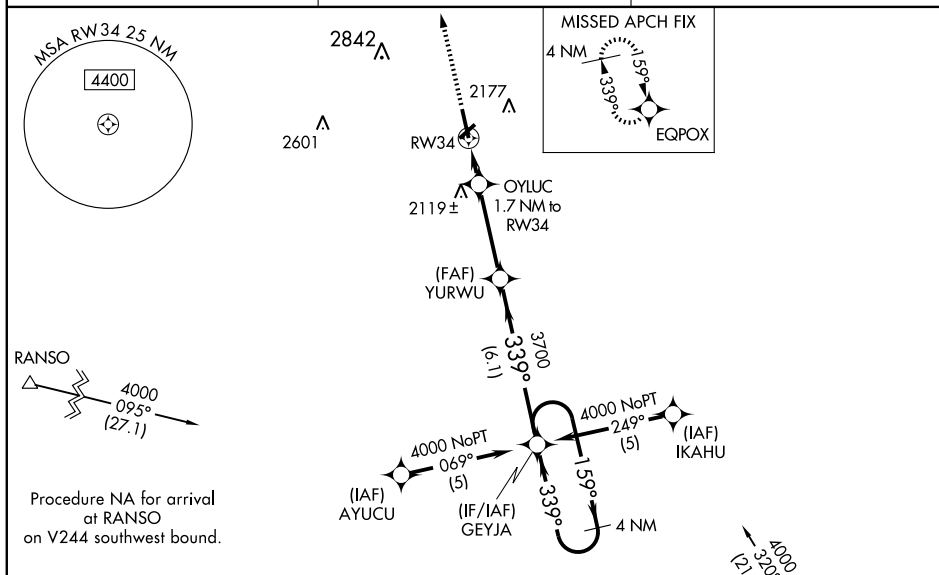 MSA RW34 25 NM
4400
2842
2177
2601
RW34
MISSED APCH FIX
4 NM
159°
339°
EQPOX
OYLUC
1.7 NM to
RW34
2119 ±
(FAF)
YURWU
3700
339°
(6.1)
RANSO
4000
095°
(27.1)
4000 NoPT
249°
(5)
(IAF)
IKAHU
4000 NoPT
069°
(5)
(IAF)
AYUCU
(IF/IAF)
GEYJA
339°
159°
4 NM
Procedure NA for arrival
at RANSO
on V244 southwest bound.
4000
320°
(21